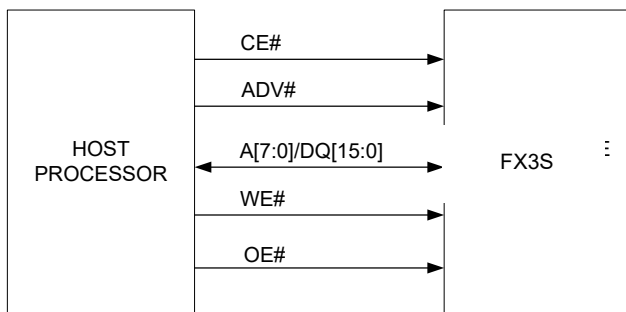 CE#
ADV#
HOST
PROCESSOR
A[7:0]/DQ[15:0]
FX3S
WE#
OE#